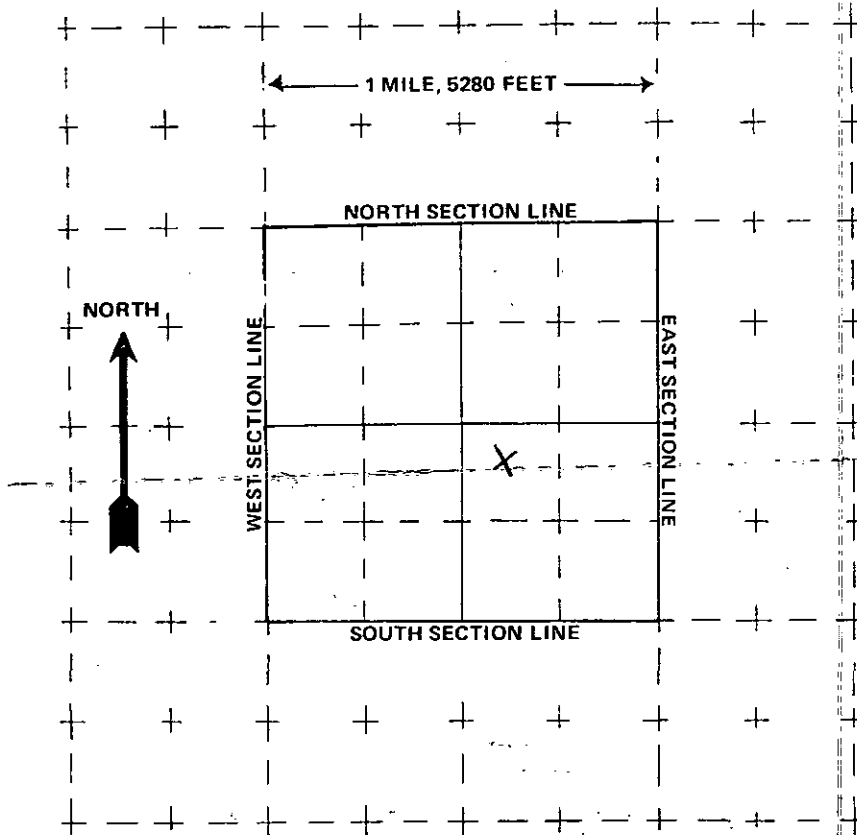 1 MILE, 5280 FEET
NORTH SECTION LINE
NORTH
WEST SECTION LINE
EAST SECTION LINE
X
SOUTH SECTION LINE